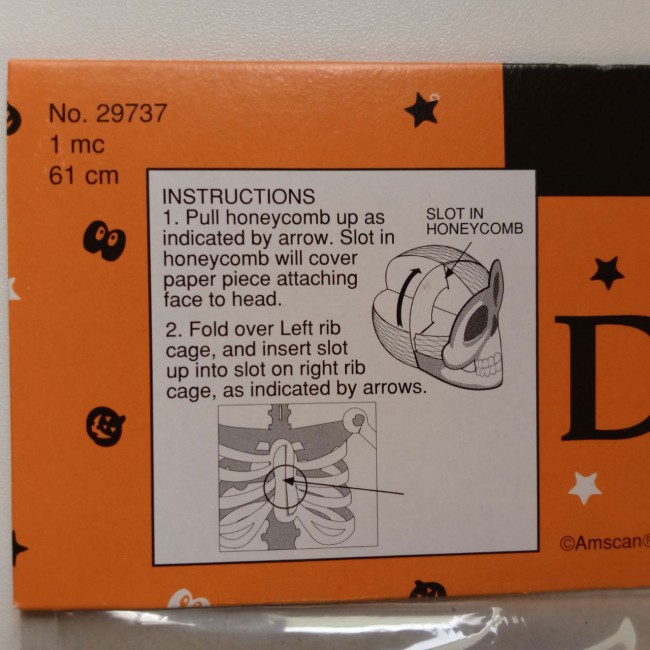 No. 29737
1 mc
61 cm
INSTRUCTIONS
1. Pull honeycomb up as
indicated by arrow. Slot in
honeycomb will cover
paper piece attaching
face to head.
SLOT IN
HONEYCOMB
2. Fold over Left rib
cage, and insert slot
up into slot on right rib
cage, as indicated by arrows.
D
©Amscan®